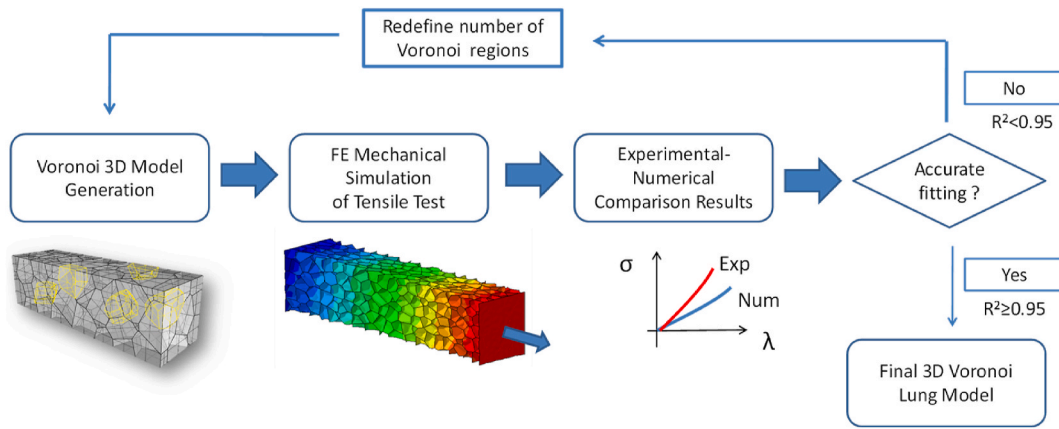 Redefine number of
Voronoi regions
No
R²<0.95
Voronoi 3D Model
Generation
FE Mechanical
Simulation
of Tensile Test
Experimental-
Numerical
Comparison Results
Accurate
fitting ?
σ
Exp
Num
λ
Yes
R²≥0.95
Final 3D Voronoi
Lung Model